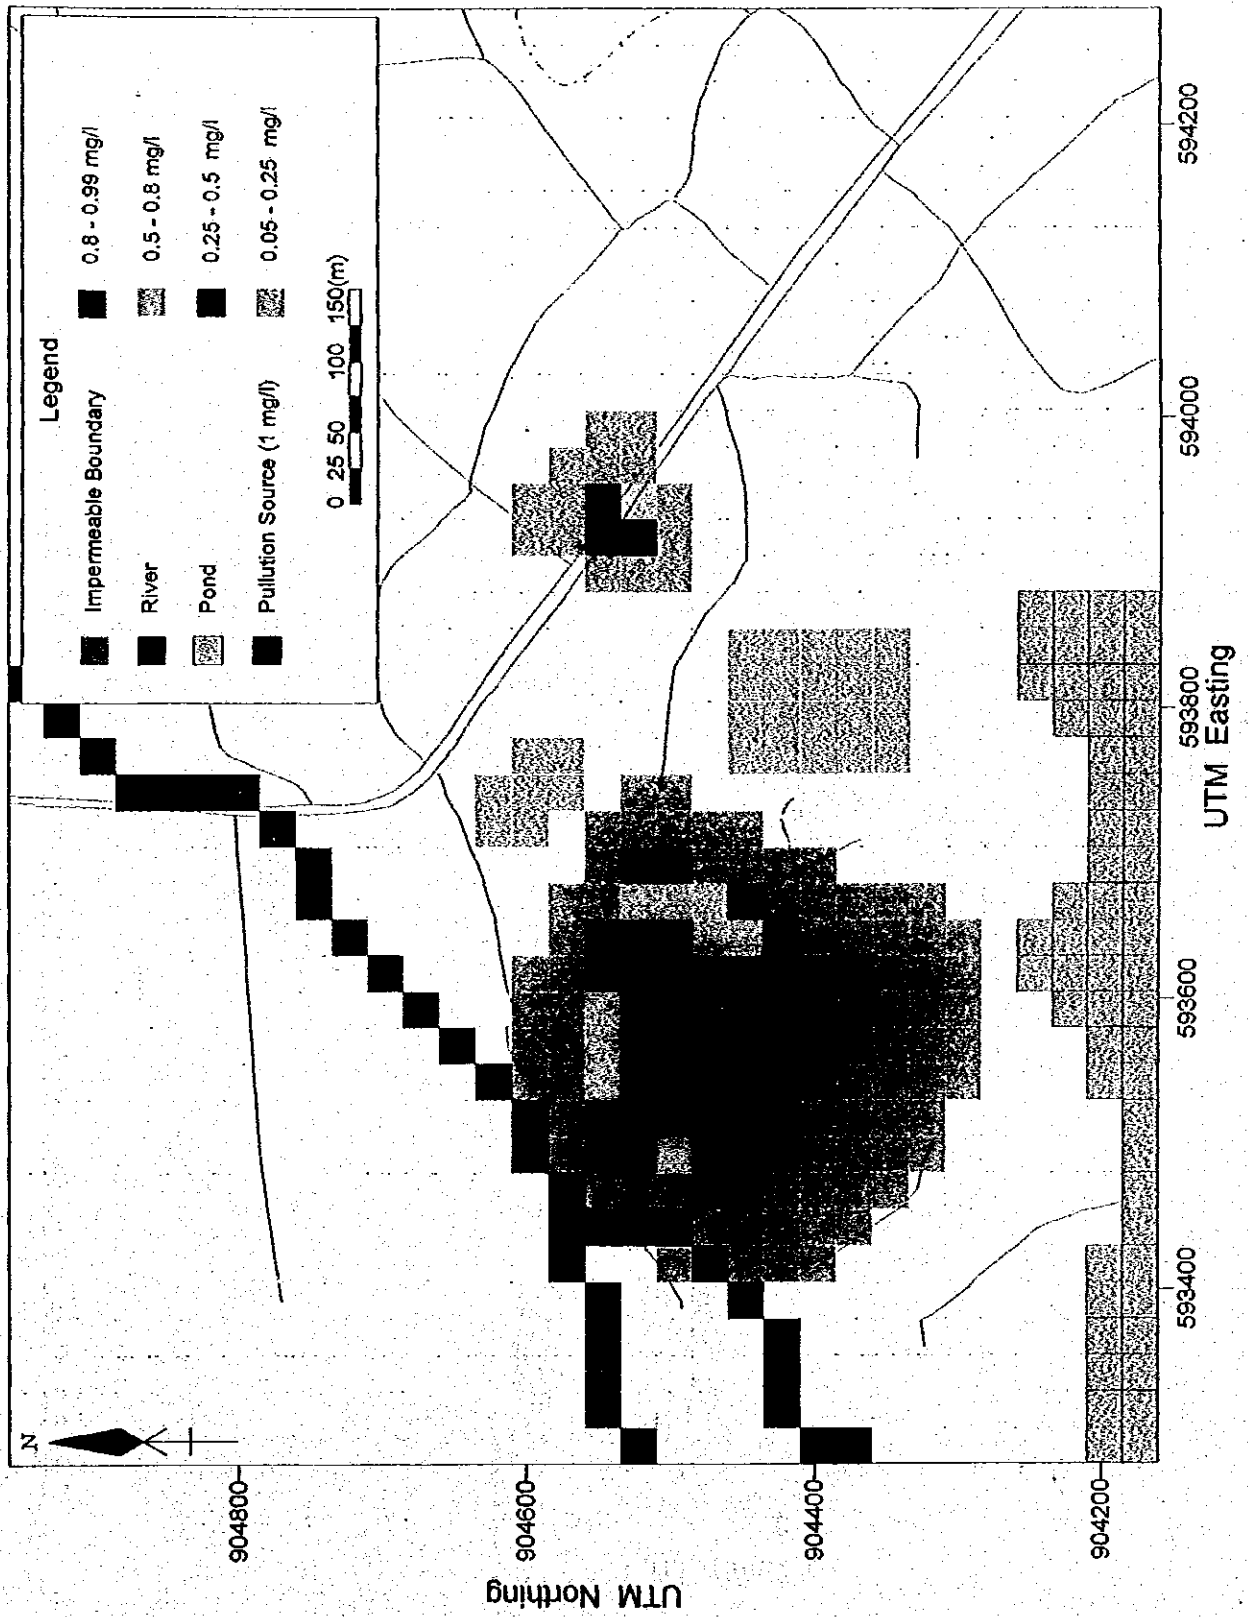 Legend
Impermeable Boundary
River
Pond
Pullution Source (1 mg/l)
0.8 - 0.99 mg/l
0.5 - 0.8 mg/l
0.25 - 0.5 mg/l
0.05 - 0.25 mg/l
0 25 50 100 150(m)
N
904800
904600
904400
904200
UTM Northing
593400
593600
593800
594000
594200
UTM Easting